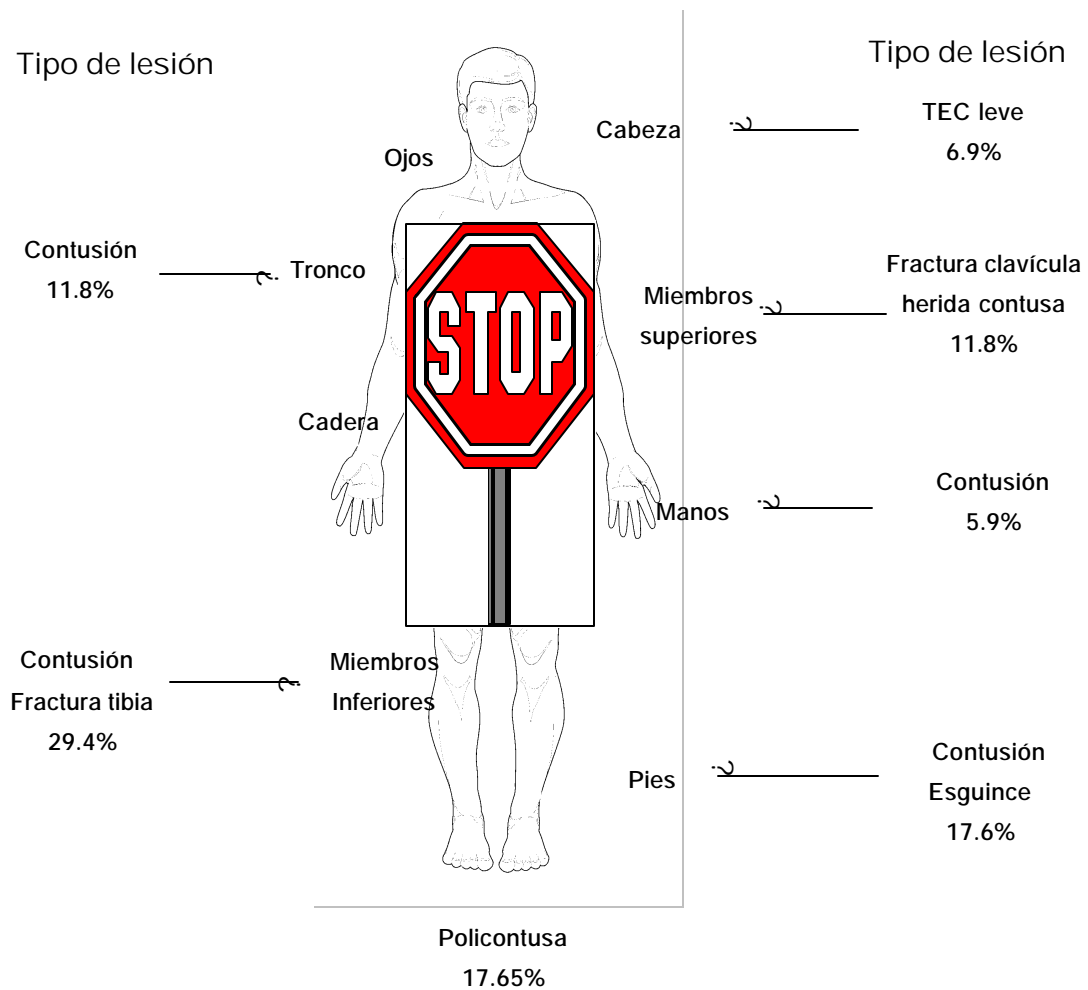 Tipo de lesión
Tipo de lesión
Cabeza
TEC leve
6.9%
Ojos
Contusión
11.8%
Tronco
Miembros
superiores
Fractura clavícula
herida contusa
11.8%
STOP
Cadera
Manos
Contusión
5.9%
Contusión
Fractura tibia
29.4%
Miembros
Inferiores
Pies
Contusión
Esguince
17.6%
Policontusa
17.65%